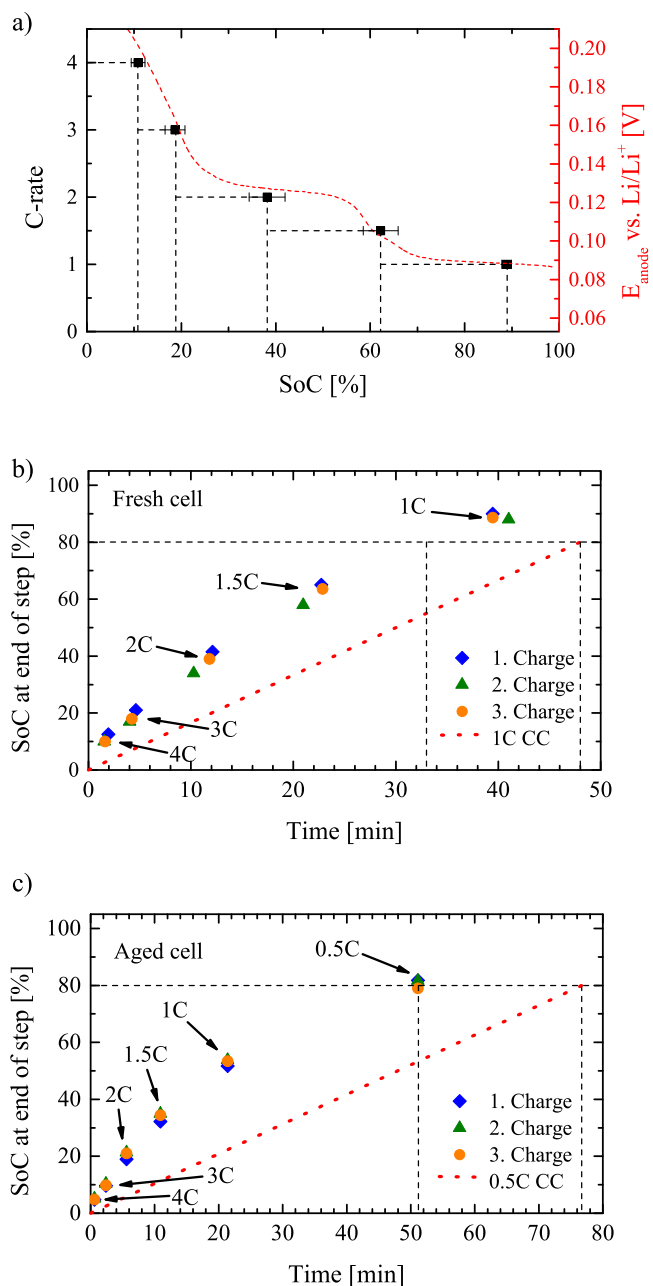 a)
C-rate
4
3
2
1
0
0 20 40 60 80 100
SoC [%]
0.20
0.18
0.16
0.14
0.12
0.10
0.08
0.06
E_anode vs. Li/Li⁺ [V]
b)
SoC at end of step [%]
100
80
60
40
20
0
Fresh cell
1C
1.5C
2C
3C
4C
1. Charge
2. Charge
3. Charge
1C CC
0 10 20 30 40 50
Time [min]
c)
SoC at end of step [%]
100
80
60
40
20
0
Aged cell
0.5C
1C
1.5C
2C
3C
4C
1. Charge
2. Charge
3. Charge
0.5C CC
0 10 20 30 40 50 60 70 80
Time [min]